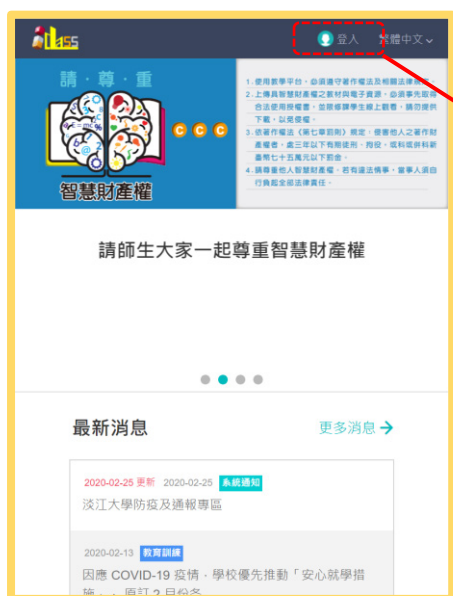 iClass
登入 繁體中文
請．尊．重
智慧財產權
C C C
1.使用教學平台，必須遵守著作權法及相關法律規定。
2.上傳具智慧財產權之教材與電子資源，必須事先取得
合法使用授權書，並限修課學生線上觀看，請勿提供
下載，以免侵權。
3.依著作權法《第七章罰則》規定，侵害他人之著作財
產權者，處三年以下有期徒刑、拘役，或科或併科新
臺幣七十五萬元以下罰金。
4.請尊重他人智慧財產權，若有違法情事，當事人須自
行負起全部法律責任。
請師生大家一起尊重智慧財產權
最新消息 更多消息 →
2020-02-25 更新 2020-02-25 系統通知
淡江大學防疫及通報專區
2020-02-13 教育訓練
因應 COVID-19 疫情，學校優先推動「安心就學措
施」，原訂 2 月份各